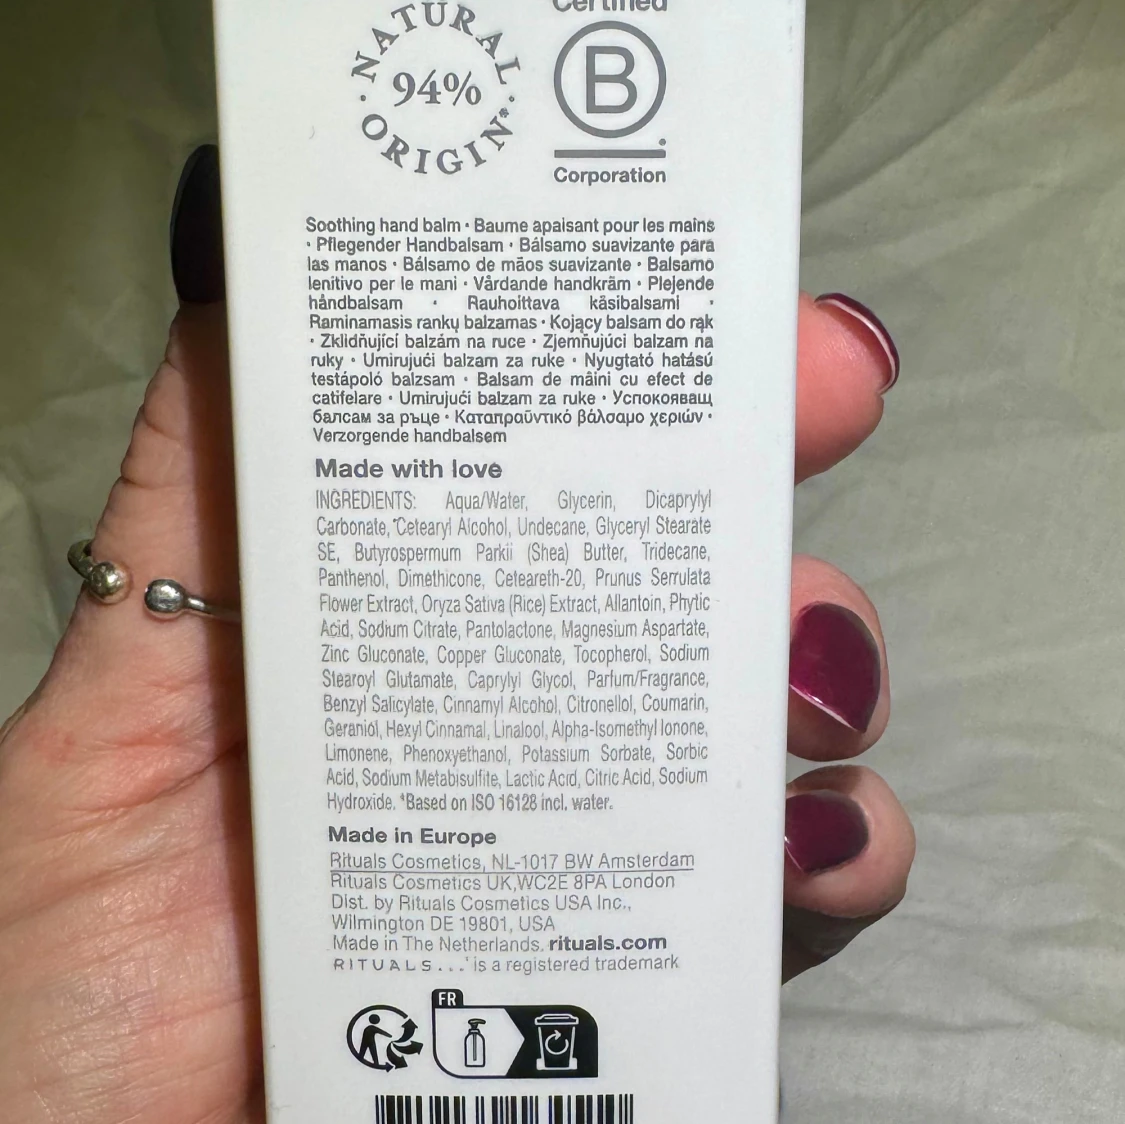 NATURAL
94%
ORIGIN*
Certified
B
Corporation
Soothing hand balm • Baume apaisant pour les mains
• Pflegender Handbalsam • Bálsamo suavizante para
las manos • Bálsamo de mãos suavizante • Balsamo
lenitivo per le mani • Vårdande handkräm • Plejende
håndbalsam • Rauhoittava käsibalsami •
Raminamasis rankų balzamas • Kojący balsam do rąk
• Zklidňující balzám na ruce • Zjemňujúci balzam na
ruky • Umirujući balzam za ruke • Nyugtató hatású
testápoló balzsam • Balsam de mâini cu efect de
catifelare • Umirujući balzam za ruke • Успокояващ
балсам за ръце • Καταπραϋντικό βάλσαμο χεριών •
Verzorgende handbalsem
Made with love
INGREDIENTS: Aqua/Water, Glycerin, Dicaprylyl
Carbonate, Cetearyl Alcohol, Undecane, Glyceryl Stearate
SE, Butyrospermum Parkii (Shea) Butter, Tridecane,
Panthenol, Dimethicone, Ceteareth-20, Prunus Serrulata
Flower Extract, Oryza Sativa (Rice) Extract, Allantoin, Phytic
Acid, Sodium Citrate, Pantolactone, Magnesium Aspartate,
Zinc Gluconate, Copper Gluconate, Tocopherol, Sodium
Stearoyl Glutamate, Caprylyl Glycol, Parfum/Fragrance,
Benzyl Salicylate, Cinnamyl Alcohol, Citronellol, Coumarin,
Geraniol, Hexyl Cinnamal, Linalool, Alpha-Isomethyl Ionone,
Limonene, Phenoxyethanol, Potassium Sorbate, Sorbic
Acid, Sodium Metabisulfite, Lactic Acid, Citric Acid, Sodium
Hydroxide. *Based on ISO 16128 incl. water.
Made in Europe
Rituals Cosmetics, NL-1017 BW Amsterdam
Rituals Cosmetics UK,WC2E 8PA London
Dist. by Rituals Cosmetics USA Inc.,
Wilmington DE 19801, USA
Made in The Netherlands. rituals.com
RITUALS... is a registered trademark
FR